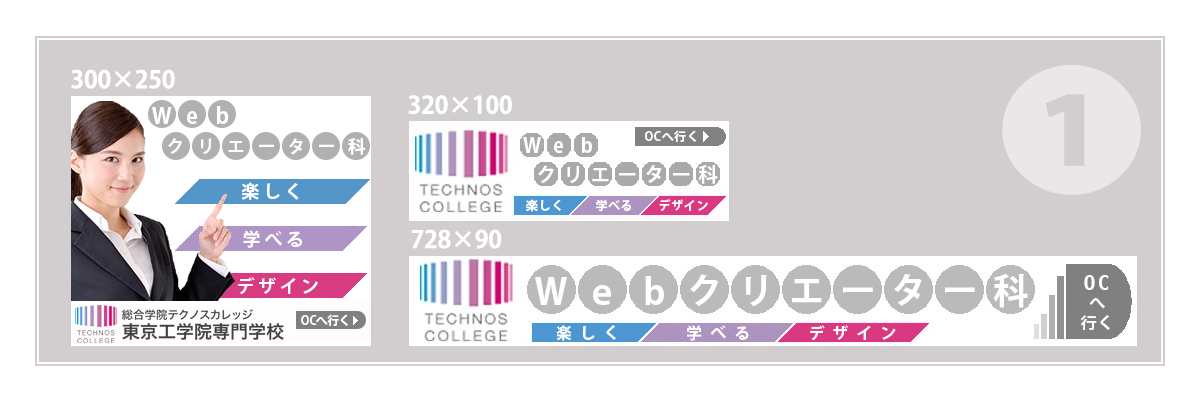 300×250
Web
クリエーター科
楽しく
学べる
デザイン
TECHNOS
COLLEGE
総合学院テクノスカレッジ
東京工学院専門学校
OCへ行く
320×100
TECHNOS
COLLEGE
Web
クリエーター科
OCへ行く
楽しく
学べる
デザイン
728×90
TECHNOS
COLLEGE
Webクリエーター科
楽しく
学べる
デザイン
OC
へ
行く
1